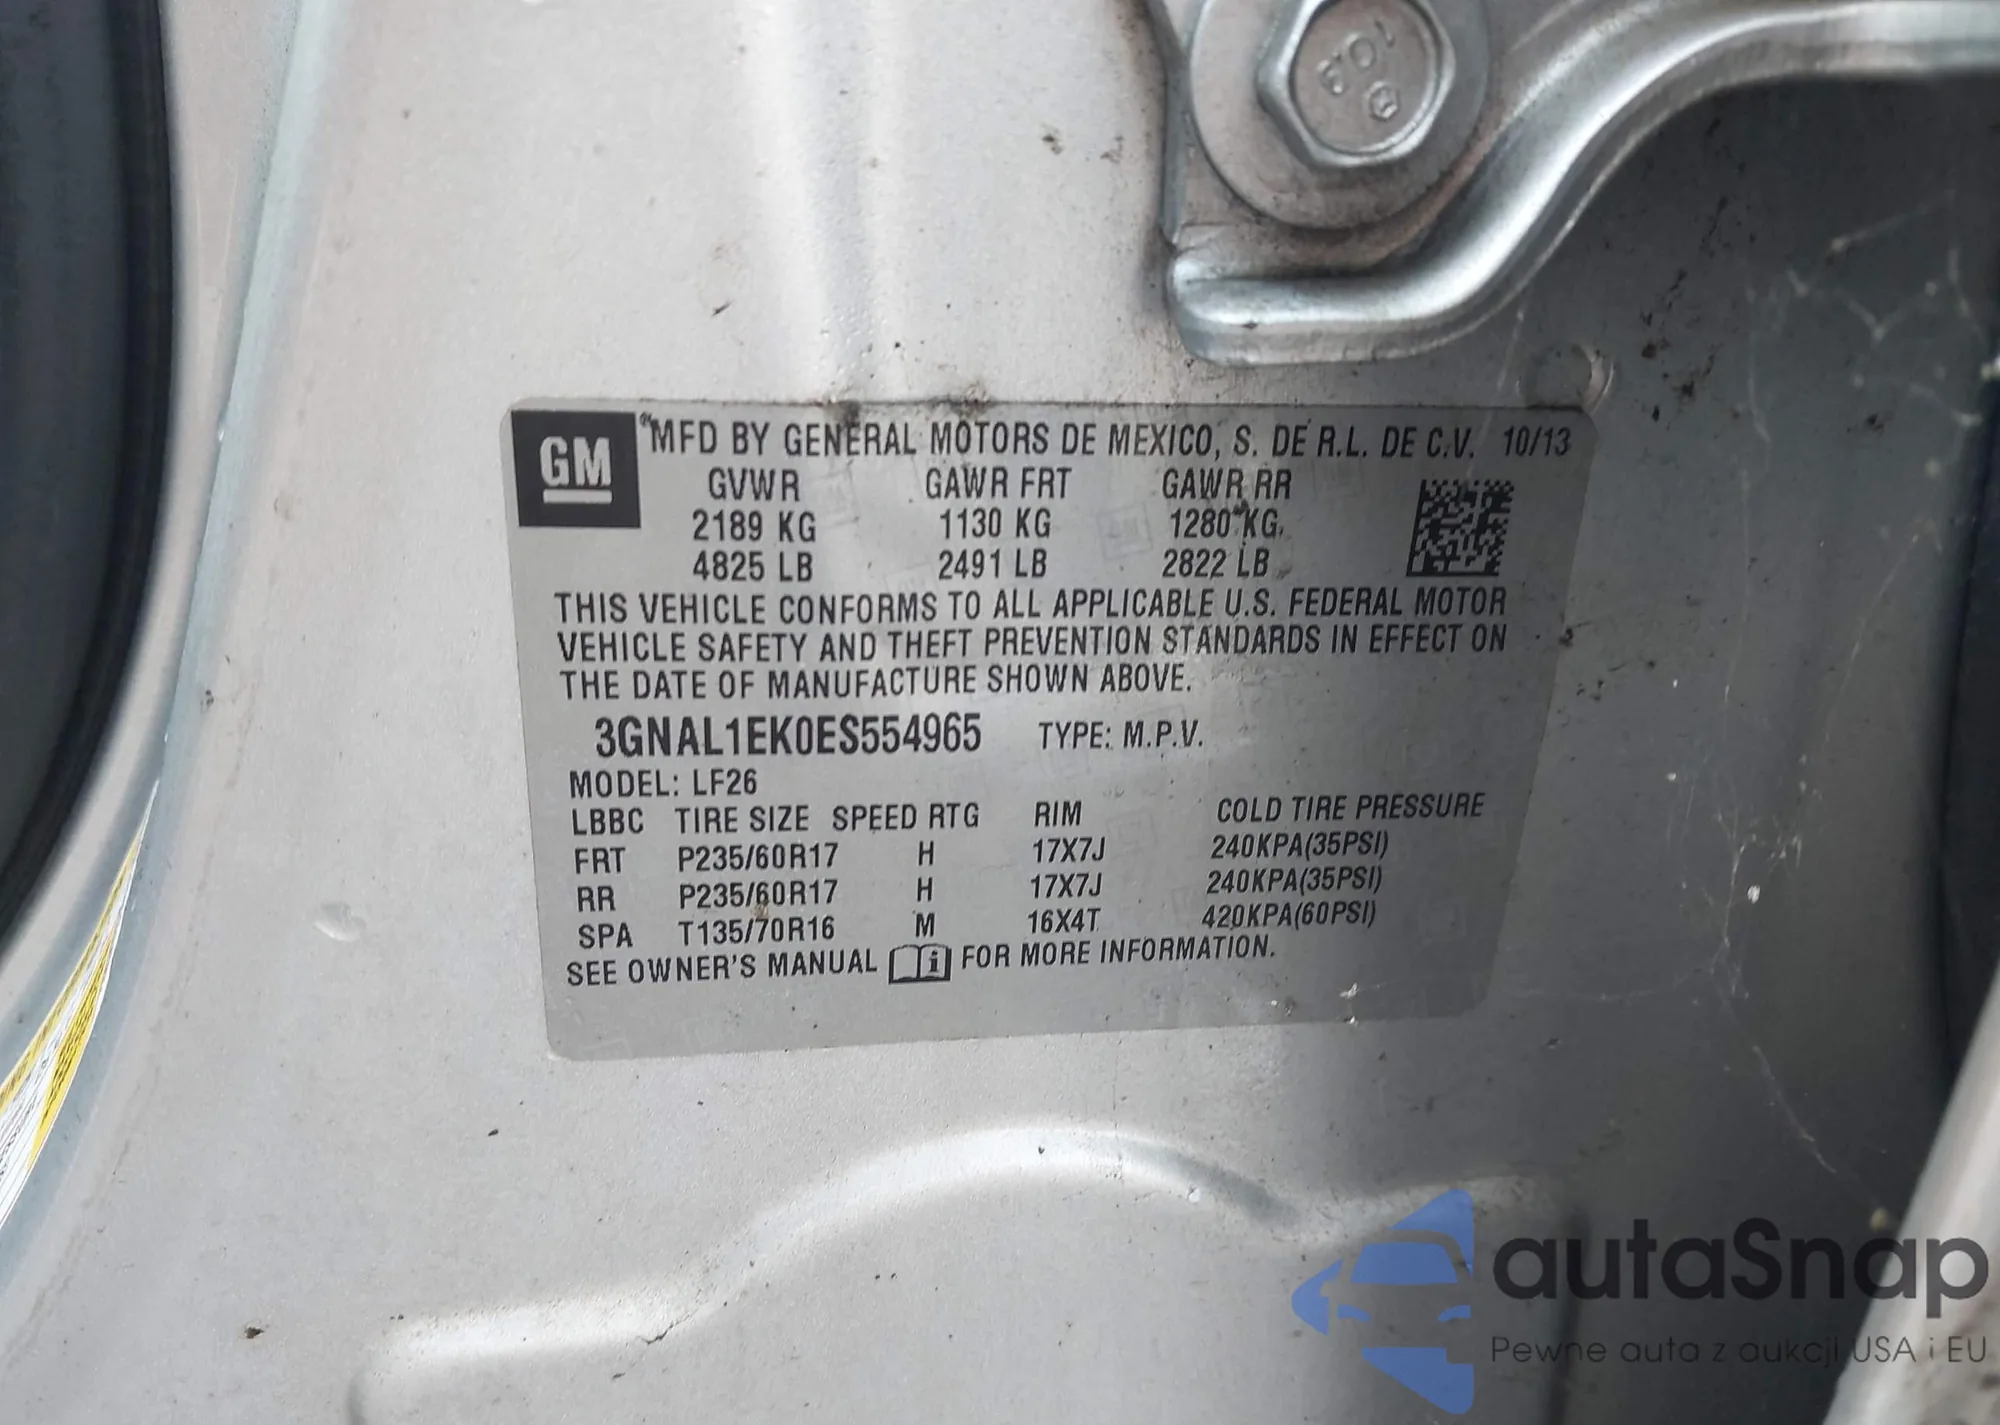 10.9
GM
MFD BY GENERAL MOTORS DE MEXICO, S. DE R.L. DE C.V. 10/13
GVWR GAWR FRT GAWR RR
2189 KG 1130 KG 1280 KG
4825 LB 2491 LB 2822 LB
THIS VEHICLE CONFORMS TO ALL APPLICABLE U.S. FEDERAL MOTOR
VEHICLE SAFETY AND THEFT PREVENTION STANDARDS IN EFFECT ON
THE DATE OF MANUFACTURE SHOWN ABOVE.
3GNAL1EK0ES554965 TYPE: M.P.V.
MODEL: LF26
LBBC TIRE SIZE SPEED RTG RIM COLD TIRE PRESSURE
FRT P235/60R17 H 17X7J 240KPA(35PSI)
RR P235/60R17 H 17X7J 240KPA(35PSI)
SPA T135/70R16 M 16X4T 420KPA(60PSI)
SEE OWNER'S MANUAL i FOR MORE INFORMATION.
autaSnap
Pewne auta z aukcji USA i EU